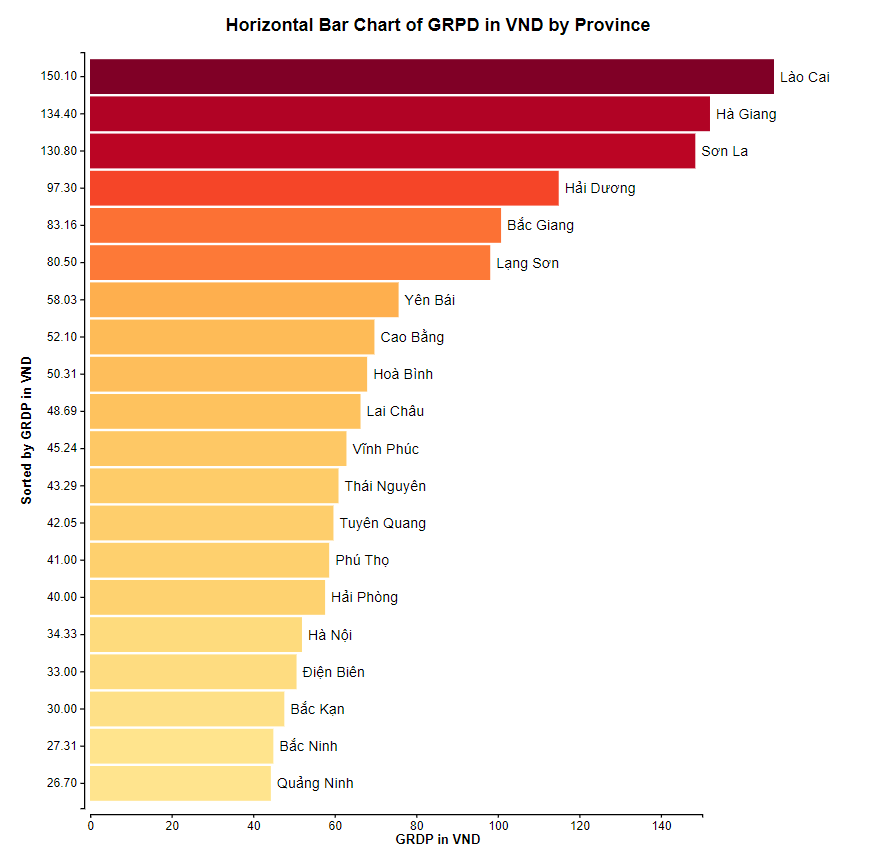 Horizontal Bar Chart of GRPD in VND by Province
150.10 Lào Cai
134.40 Hà Giang
130.80 Sơn La
97.30 Hải Dương
83.16 Bắc Giang
80.50 Lạng Sơn
58.03 Yên Bái
52.10 Cao Bằng
50.31 Hoà Bình
48.69 Lai Châu
45.24 Vĩnh Phúc
43.29 Thái Nguyên
42.05 Tuyên Quang
41.00 Phú Thọ
40.00 Hải Phòng
34.33 Hà Nội
33.00 Điện Biên
30.00 Bắc Kạn
27.31 Bắc Ninh
26.70 Quảng Ninh
Sorted by GRDP in VND
0 20 40 60 80 100 120 140
GRDP in VND